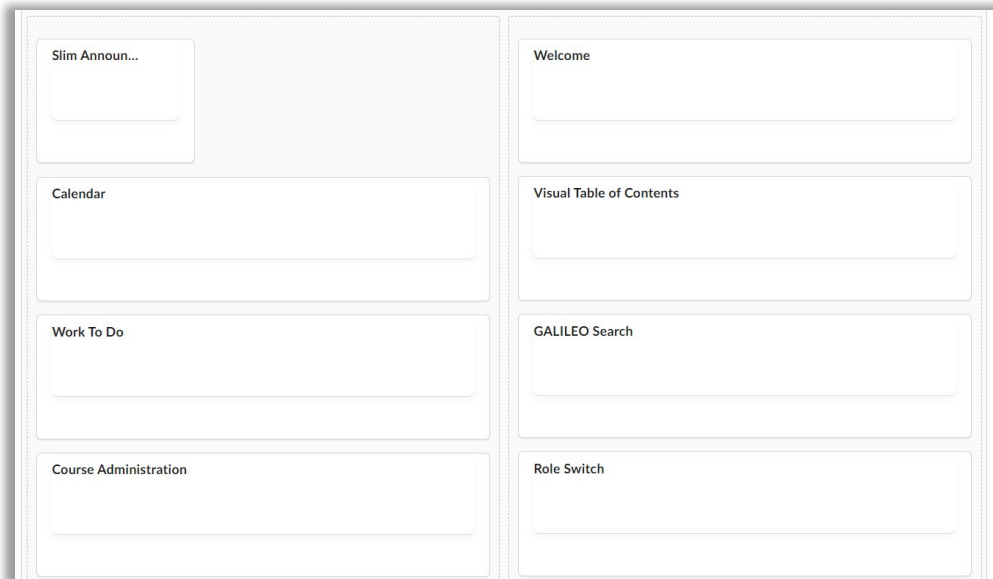 Slim Announ...
Calendar
Work To Do
Course Administration
Welcome
Visual Table of Contents
GALILEO Search
Role Switch